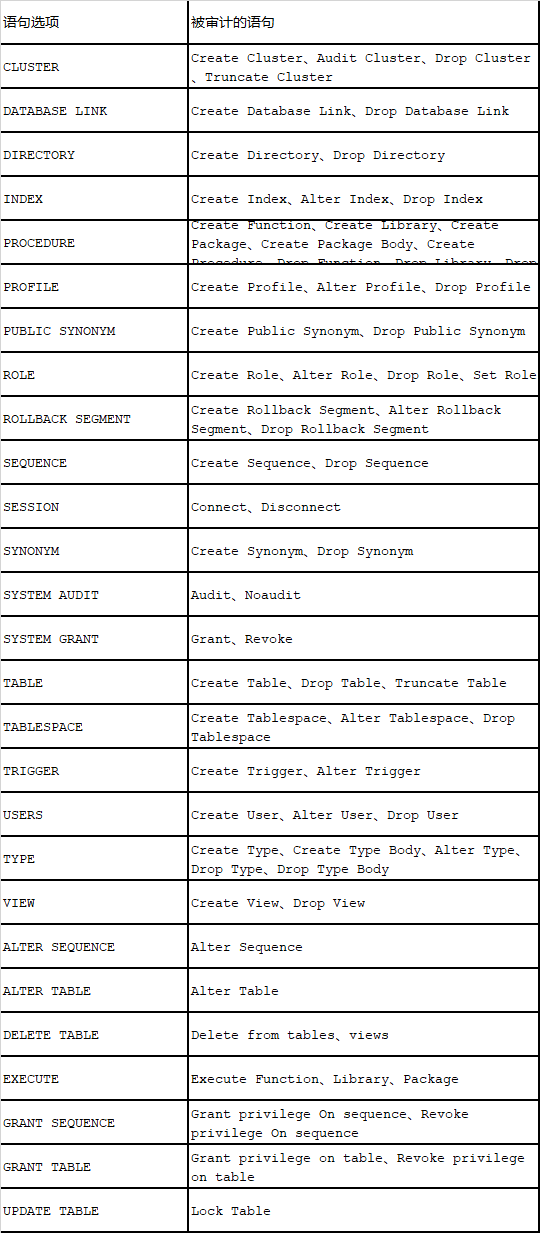 语句选项 被审计的语句
CLUSTER Create Cluster、Audit Cluster、Drop Cluster
、Truncate Cluster
DATABASE LINK Create Database Link、Drop Database Link
DIRECTORY Create Directory、Drop Directory
INDEX Create Index、Alter Index、Drop Index
PROCEDURE Create Function、Create Library、Create
Package、Create Package Body、Create
Procedure、Drop Function、Drop Library、Drop
PROFILE Create Profile、Alter Profile、Drop Profile
PUBLIC SYNONYM Create Public Synonym、Drop Public Synonym
ROLE Create Role、Alter Role、Drop Role、Set Role
ROLLBACK SEGMENT Create Rollback Segment、Alter Rollback
Segment、Drop Rollback Segment
SEQUENCE Create Sequence、Drop Sequence
SESSION Connect、Disconnect
SYNONYM Create Synonym、Drop Synonym
SYSTEM AUDIT Audit、Noaudit
SYSTEM GRANT Grant、Revoke
TABLE Create Table、Drop Table、Truncate Table
TABLESPACE Create Tablespace、Alter Tablespace、Drop
Tablespace
TRIGGER Create Trigger、Alter Trigger
USERS Create User、Alter User、Drop User
TYPE Create Type、Create Type Body、Alter Type、
Drop Type、Drop Type Body
VIEW Create View、Drop View
ALTER SEQUENCE Alter Sequence
ALTER TABLE Alter Table
DELETE TABLE Delete from tables、views
EXECUTE Execute Function、Library、Package
GRANT SEQUENCE Grant privilege On sequence、Revoke
privilege On sequence
GRANT TABLE Grant privilege on table、Revoke privilege
on table
UPDATE TABLE Lock Table